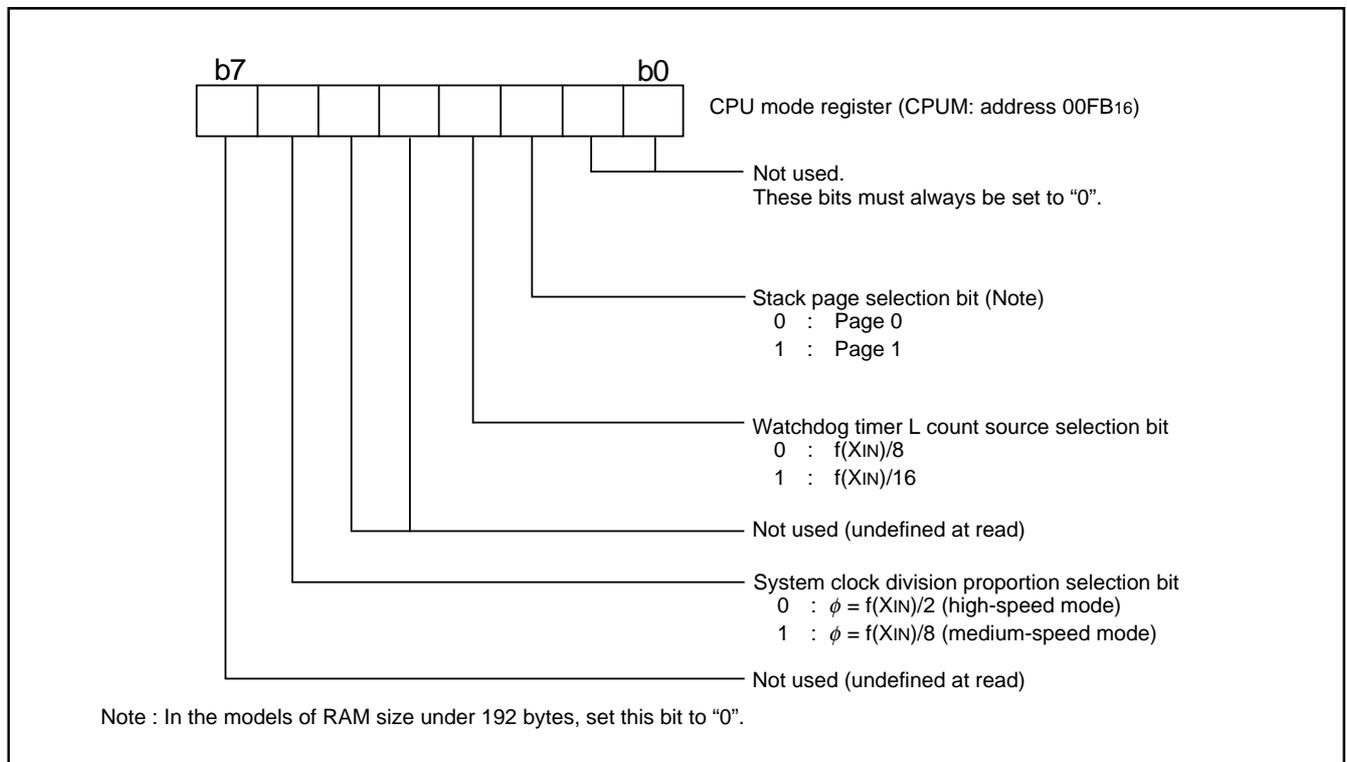 b7 b0
CPU mode register (CPUM: address 00FB16)
Not used.
These bits must always be set to “0”.
Stack page selection bit (Note)
0 : Page 0
1 : Page 1
Watchdog timer L count source selection bit
0 : f(XIN)/8
1 : f(XIN)/16
Not used (undefined at read)
System clock division proportion selection bit
0 : ϕ = f(XIN)/2 (high-speed mode)
1 : ϕ = f(XIN)/8 (medium-speed mode)
Not used (undefined at read)
Note : In the models of RAM size under 192 bytes, set this bit to “0”.